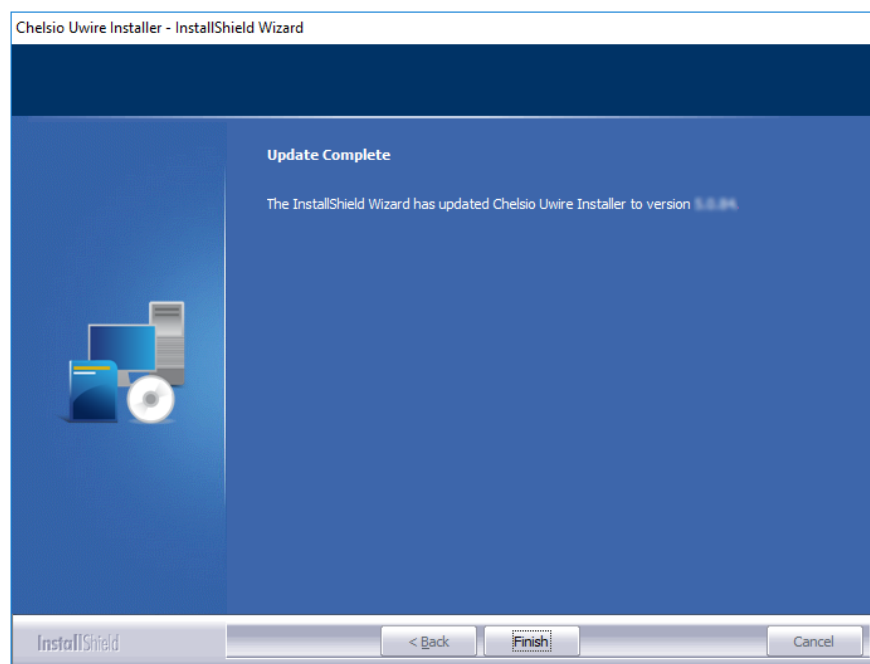 Chelsio Uwire Installer - InstallShield Wizard
Update Complete
The InstallShield Wizard has updated Chelsio Uwire Installer to version
InstallShield
< Back
Finish
Cancel